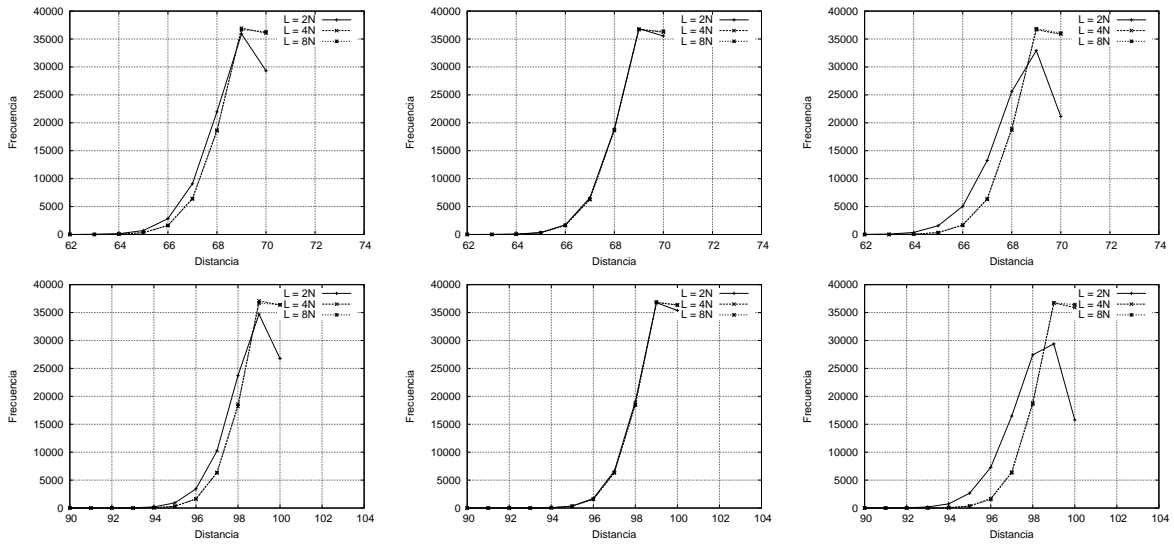 40000
35000
30000
25000
20000
15000
10000
5000
0
Frecuencia
62 64 66 68 70 72 74
Distancia
L = 2N
L = 4N
L = 8N
40000
35000
30000
25000
20000
15000
10000
5000
0
Frecuencia
62 64 66 68 70 72 74
Distancia
L = 2N
L = 4N
L = 8N
40000
35000
30000
25000
20000
15000
10000
5000
0
Frecuencia
62 64 66 68 70 72 74
Distancia
L = 2N
L = 4N
L = 8N
40000
35000
30000
25000
20000
15000
10000
5000
0
Frecuencia
90 92 94 96 98 100 102 104
Distancia
L = 2N
L = 4N
L = 8N
40000
35000
30000
25000
20000
15000
10000
5000
0
Frecuencia
90 92 94 96 98 100 102 104
Distancia
L = 2N
L = 4N
L = 8N
40000
35000
30000
25000
20000
15000
10000
5000
0
Frecuencia
90 92 94 96 98 100 102 104
Distancia
L = 2N
L = 4N
L = 8N